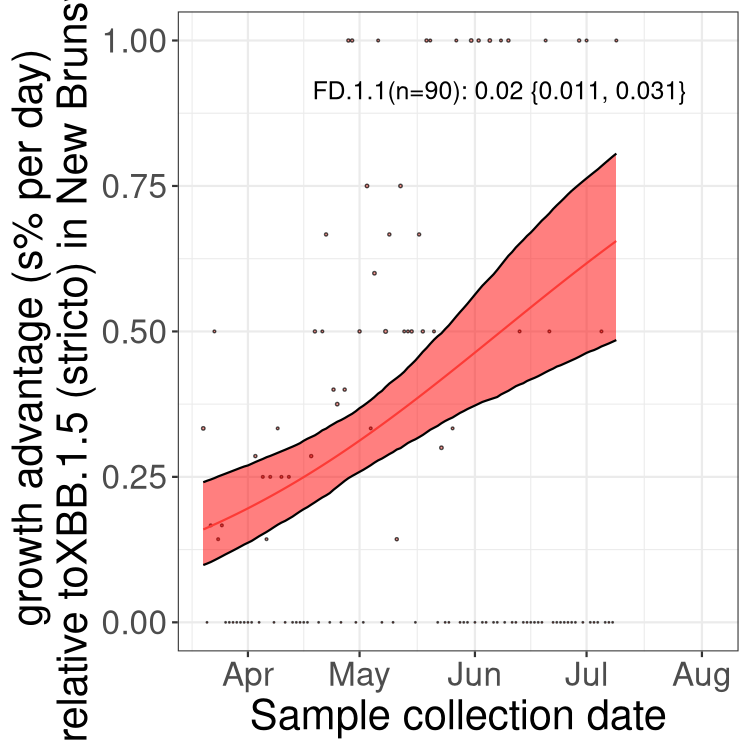 growth advantage (s% per day)
relative toXBB.1.5 (stricto) in New
1.00
0.75
0.50
0.25
0.00
FD.1.1(n=90): 0.02 {0.011, 0.031}
Apr May Jun Jul Aug
Sample collection date